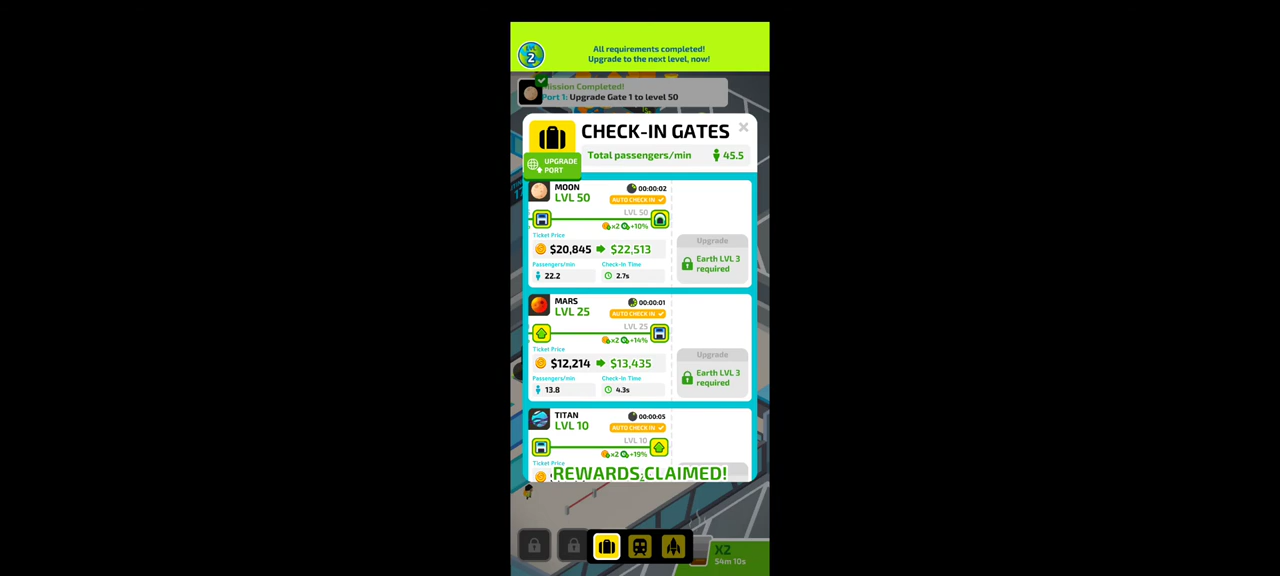 LVL
2
All requirements completed!
Upgrade to the next level, now!
Mission Completed!
Port 1: Upgrade Gate 1 to level 50
CHECK-IN GATES
Total passengers/min 45.5
UPGRADE
PORT
MOON 00:00:02
LVL 50 AUTO CHECK IN
LVL 50
x2 +10%
Ticket Price
$20,845 $22,513
Passengers/min Check-In Time
22.2 2.7s
Upgrade
Earth LVL 3
required
MARS 00:00:01
LVL 25 AUTO CHECK IN
LVL 25
x2 +14%
Ticket Price
$12,214 $13,435
Passengers/min Check-In Time
13.8 4.3s
Upgrade
Earth LVL 3
required
TITAN 00:00:05
LVL 10 AUTO CHECK IN
LVL 10
x2 +19%
Ticket Price
REWARDS CLAIMED!
X2
54m 10s